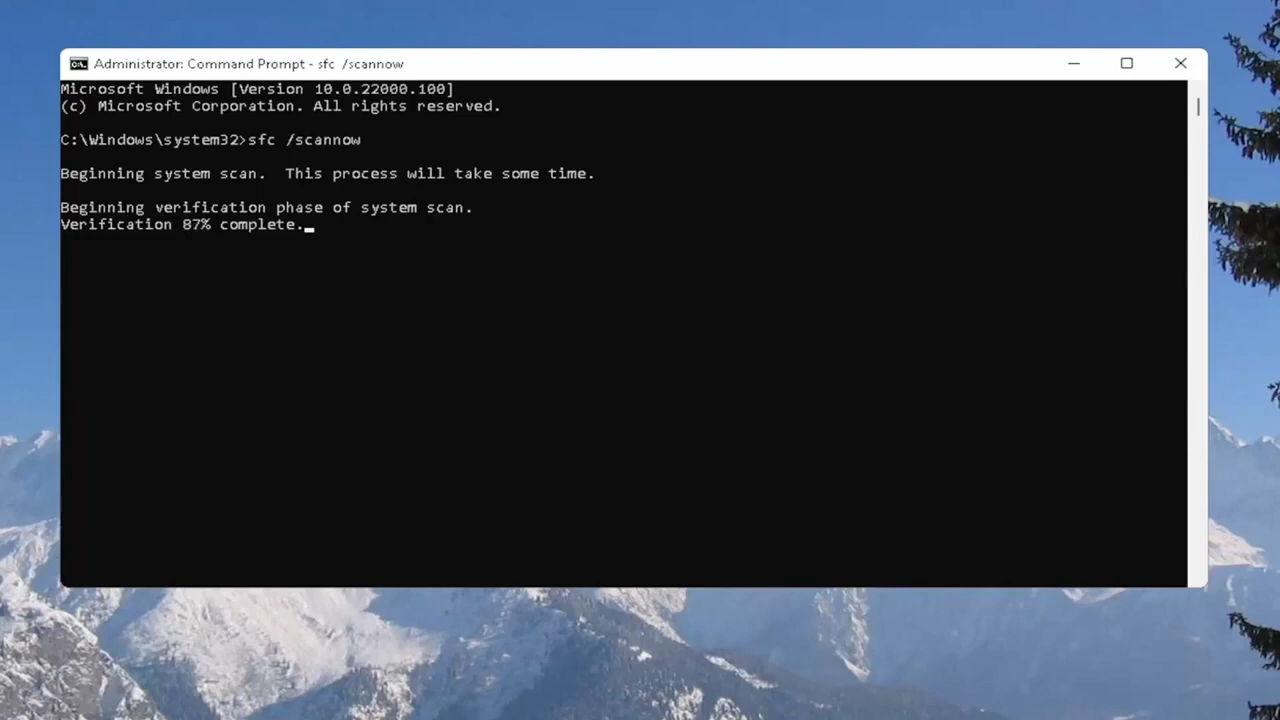 Administrator: Command Prompt - sfc /scannow
Microsoft Windows [Version 10.0.22000.100]
(c) Microsoft Corporation. All rights reserved.
C:\Windows\system32>sfc /scannow
Beginning system scan.  This process will take some time.
Beginning verification phase of system scan.
Verification 87% complete.